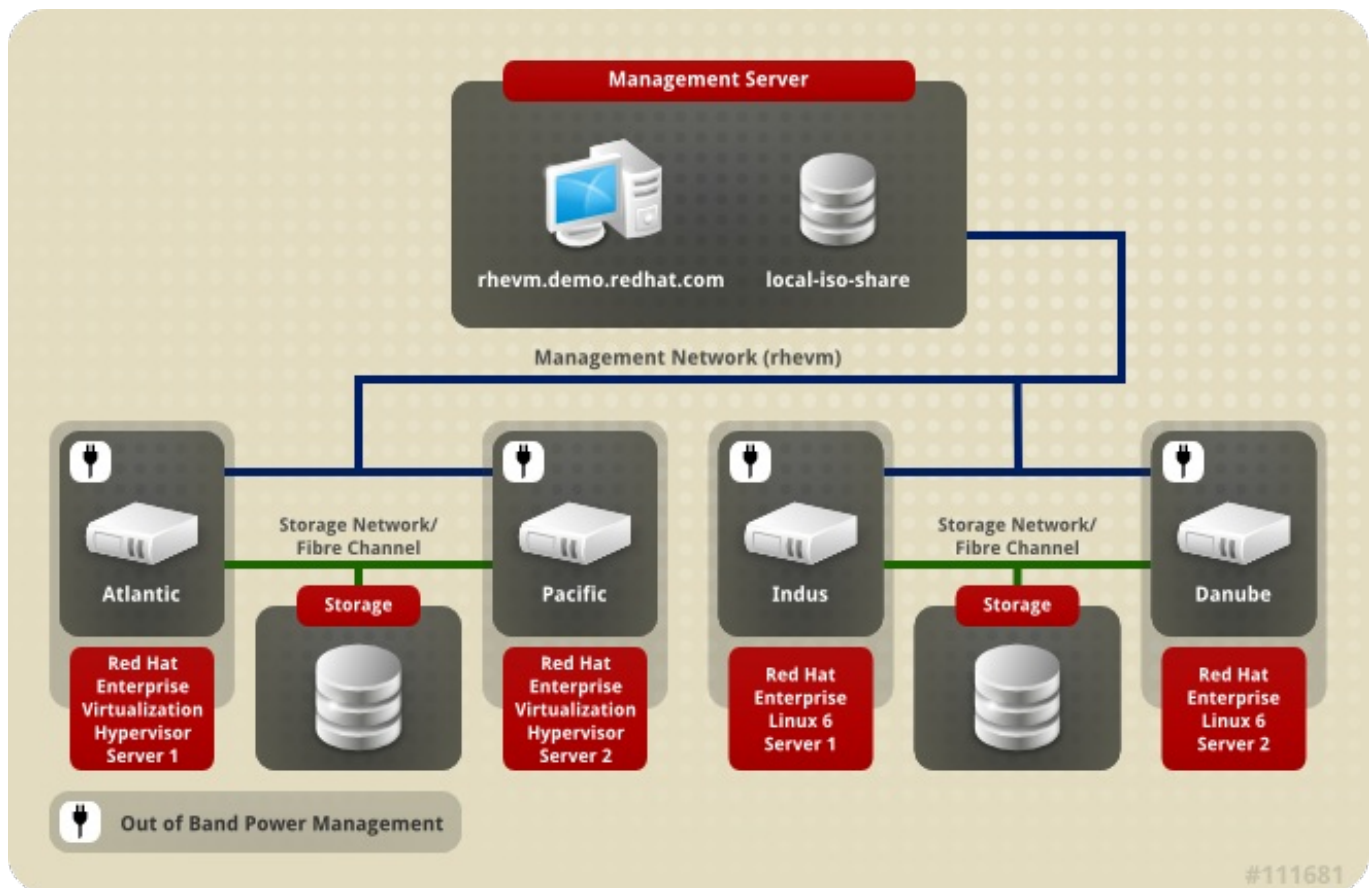 Management Server
rhevm.demo.redhat.com
local-iso-share
Management Network (rhevm)
Atlantic
Storage Network/
Fibre Channel
Pacific
Indus
Storage Network/
Fibre Channel
Danube
Storage
Storage
Red Hat
Enterprise
Virtualization
Hypervisor
Server 1
Red Hat
Enterprise
Virtualization
Hypervisor
Server 2
Red Hat
Enterprise
Linux 6
Server 1
Red Hat
Enterprise
Linux 6
Server 2
Out of Band Power Management
#111681